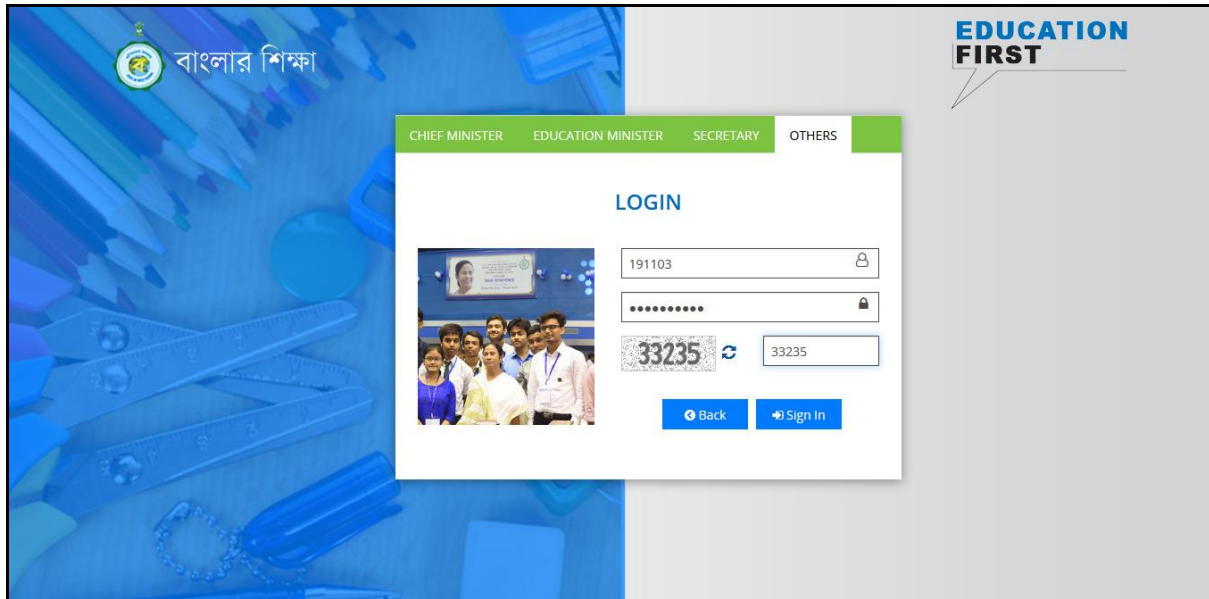 বাংলার শিক্ষা
EDUCATION
FIRST
CHIEF MINISTER EDUCATION MINISTER SECRETARY OTHERS
LOGIN
191103
••••••••••
33235 33235
Back Sign In